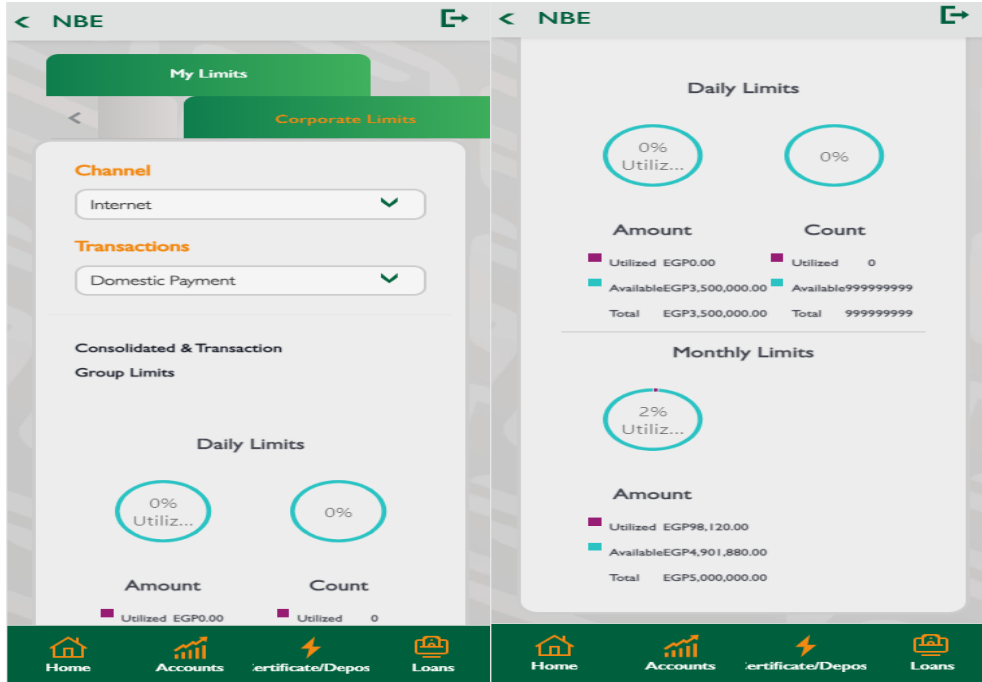 < NBE
My Limits
<
Corporate Limits
Channel
Internet
Transactions
Domestic Payment
Consolidated & Transaction
Group Limits
Daily Limits
0%
Utiliz...
0%
Amount Count
Utilized EGP0.00 Utilized 0
Home Accounts ertificate/Depos Loans
< NBE
Daily Limits
0%
Utiliz...
0%
Amount Count
Utilized EGP0.00 Utilized 0
AvailableEGP3,500,000.00 Available999999999
Total EGP3,500,000.00 Total 999999999
Monthly Limits
2%
Utiliz...
Amount
Utilized EGP98,120.00
AvailableEGP4,901,880.00
Total EGP5,000,000.00
Home Accounts ertificate/Depos Loans